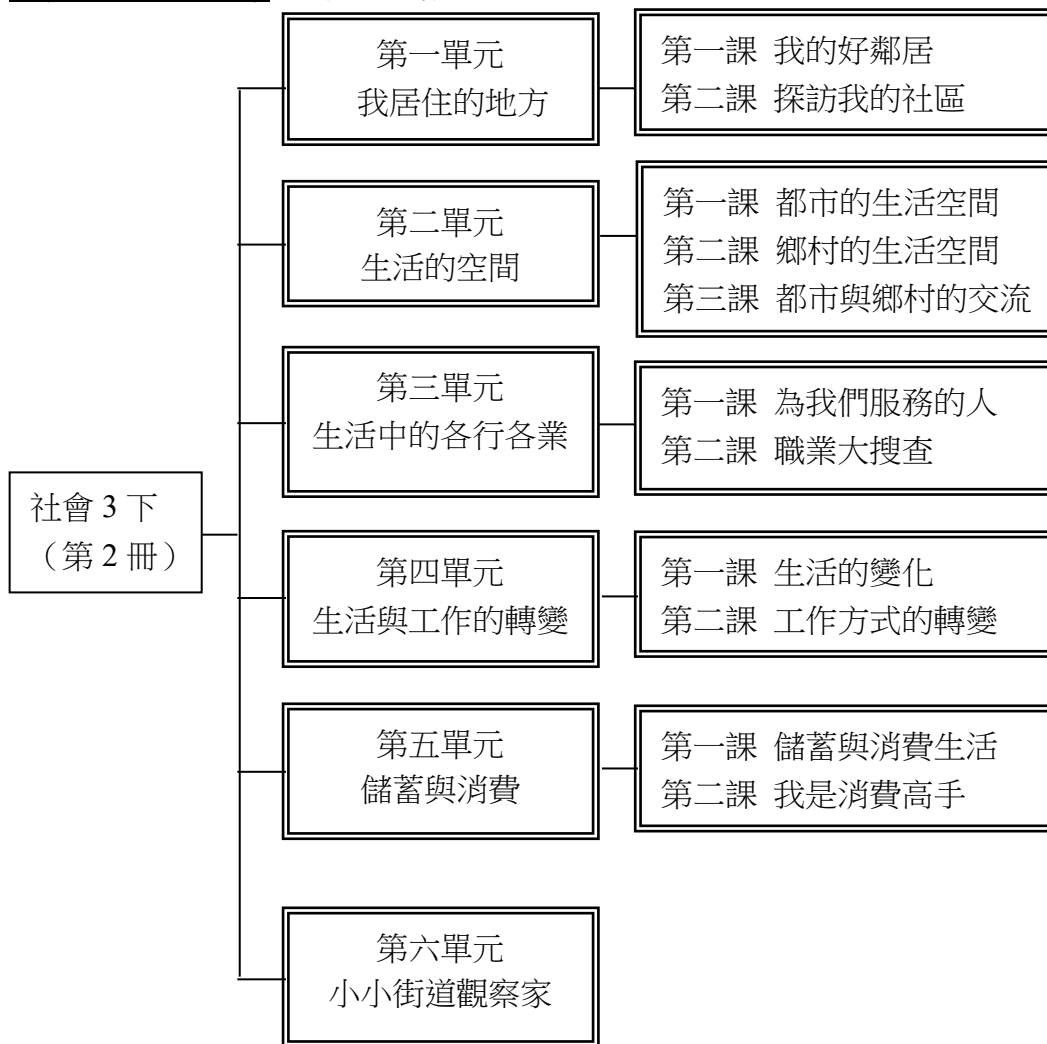 第一單元
我居住的地方
第一課 我的好鄰居
第二課 探訪我的社區
第二單元
生活的空間
第一課 都市的生活空間
第二課 鄉村的生活空間
第三課 都市與鄉村的交流
第三單元
生活中的各行各業
第一課 為我們服務的人
第二課 職業大搜查
社會 3 下
（第 2 冊）
第四單元
生活與工作的轉變
第一課 生活的變化
第二課 工作方式的轉變
第五單元
儲蓄與消費
第一課 儲蓄與消費生活
第二課 我是消費高手
第六單元
小小街道觀察家